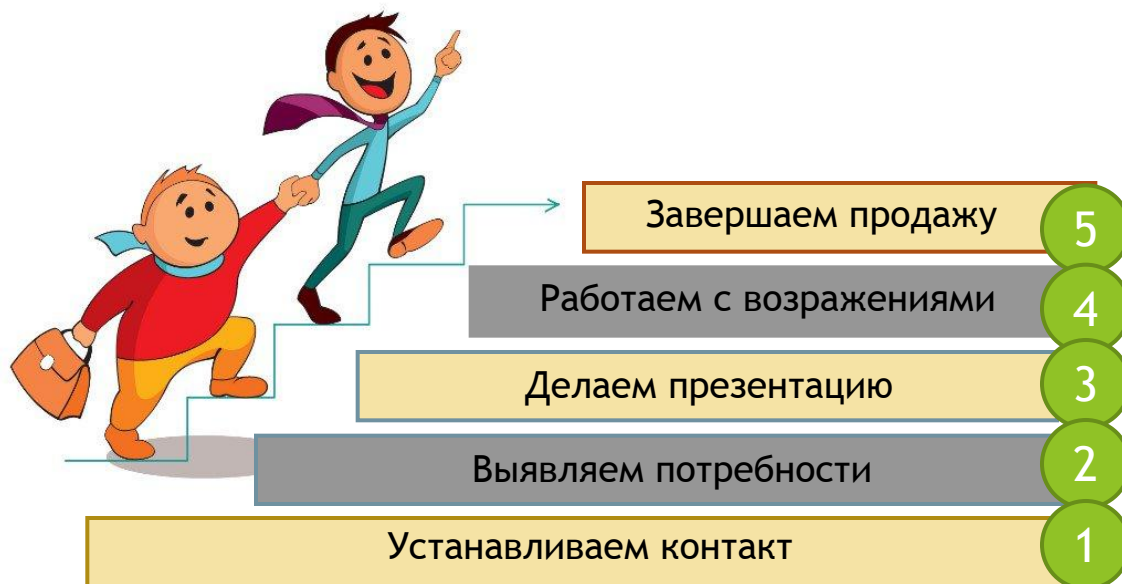 Завершаем продажу 5
Работаем с возражениями 4
Делаем презентацию 3
Выявляем потребности 2
Устанавливаем контакт 1